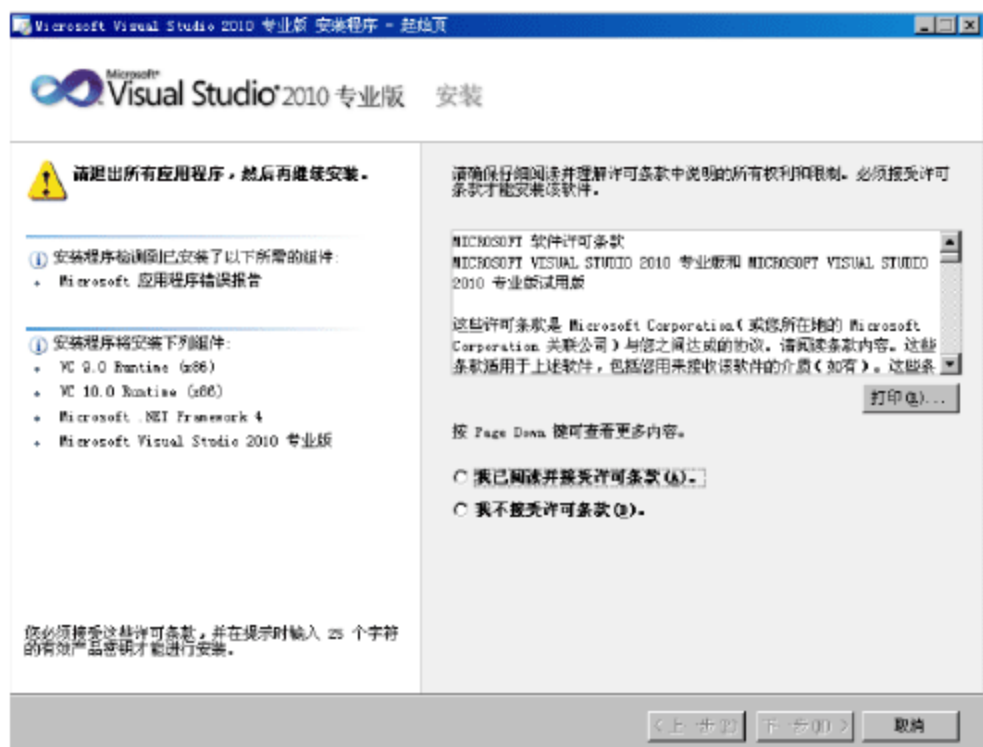 Microsoft Visual Studio 2010 专业版 安装程序 - 起始页
Microsoft®
Visual Studio® 2010 专业版 安装
请退出所有应用程序，然后再继续安装。
安装程序检测到已安装了以下所需的组件:
Microsoft 应用程序错误报告
安装程序将安装下列组件:
VC 9.0 Runtime (x86)
VC 10.0 Runtime (x86)
Microsoft .NET Framework 4
Microsoft Visual Studio 2010 专业版
您必须接受这些许可条款，并在提示时输入 25 个字符
的有效产品密钥才能进行安装。
请确保仔细阅读并理解许可条款中说明的所有权利和限制。必须接受许可
条款才能安装该软件。
MICROSOFT 软件许可条款
MICROSOFT VISUAL STUDIO 2010 专业版和 MICROSOFT VISUAL STUDIO
2010 专业版试用版
这些许可条款是 Microsoft Corporation（或您所在地的 Microsoft
Corporation 关联公司）与您之间达成的协议。请阅读条款内容。这些
条款适用于上述软件，包括您用来接收该软件的介质（如有）。这些条
打印(R)...
按 Page Down 键可查看更多内容。
我已阅读并接受许可条款(A)。
我不接受许可条款(D)。
< 上一步(P)
下一步(N) >
取消